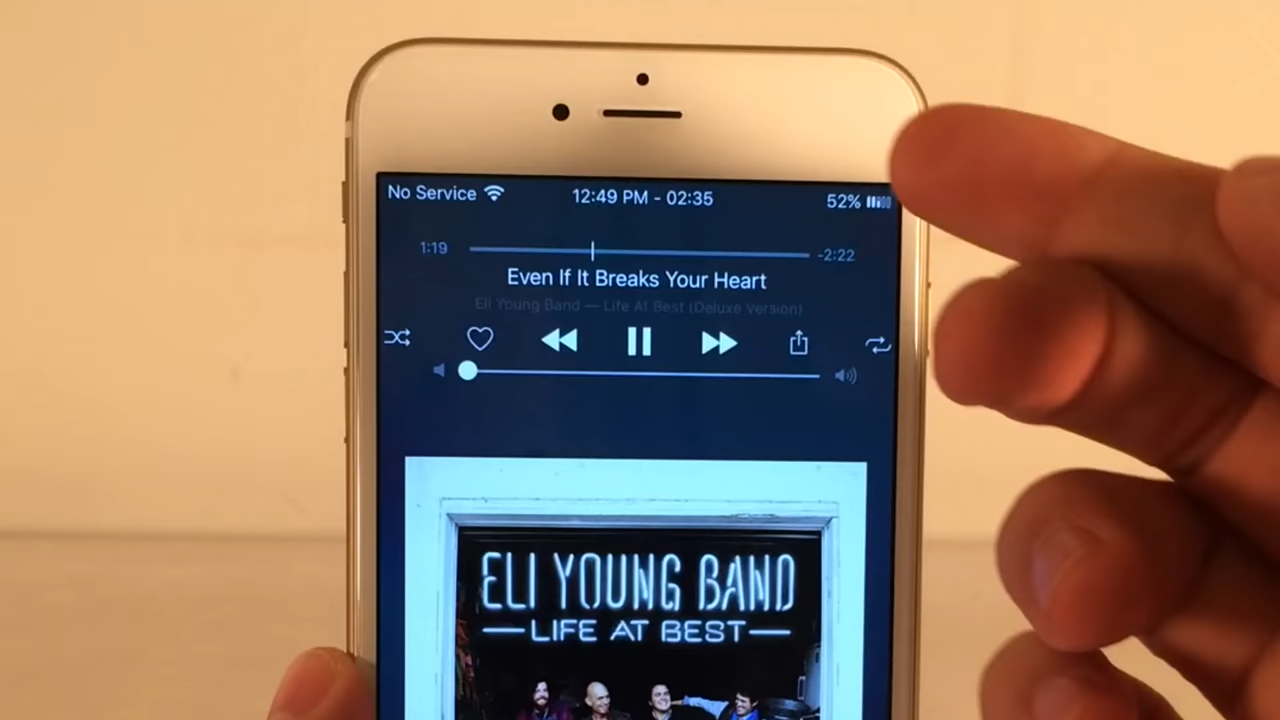 No Service 12:49 PM - 02:35 52%
1:19 -2:22
Even If It Breaks Your Heart
Eli Young Band — Life At Best (Deluxe Version)
ELI YOUNG BAND
—LIFE AT BEST—